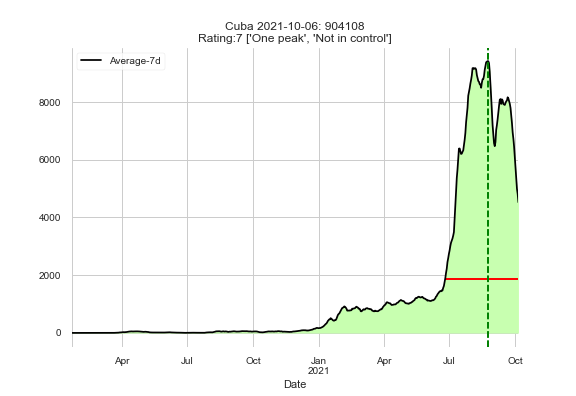 Cuba 2021-10-06: 904108
Rating:7 ['One peak', 'Not in control']
Average-7d
8000
6000
4000
2000
0
Apr
Jul
Oct
Jan
2021
Apr
Jul
Oct
Date